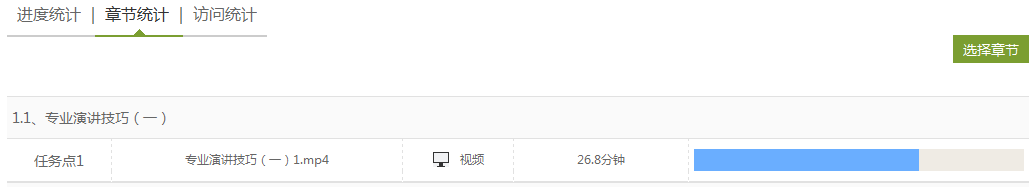 进度统计 | 章节统计 | 访问统计
选择章节
1.1、专业演讲技巧（一）
任务点1 专业演讲技巧（一）1.mp4 视频 26.8分钟